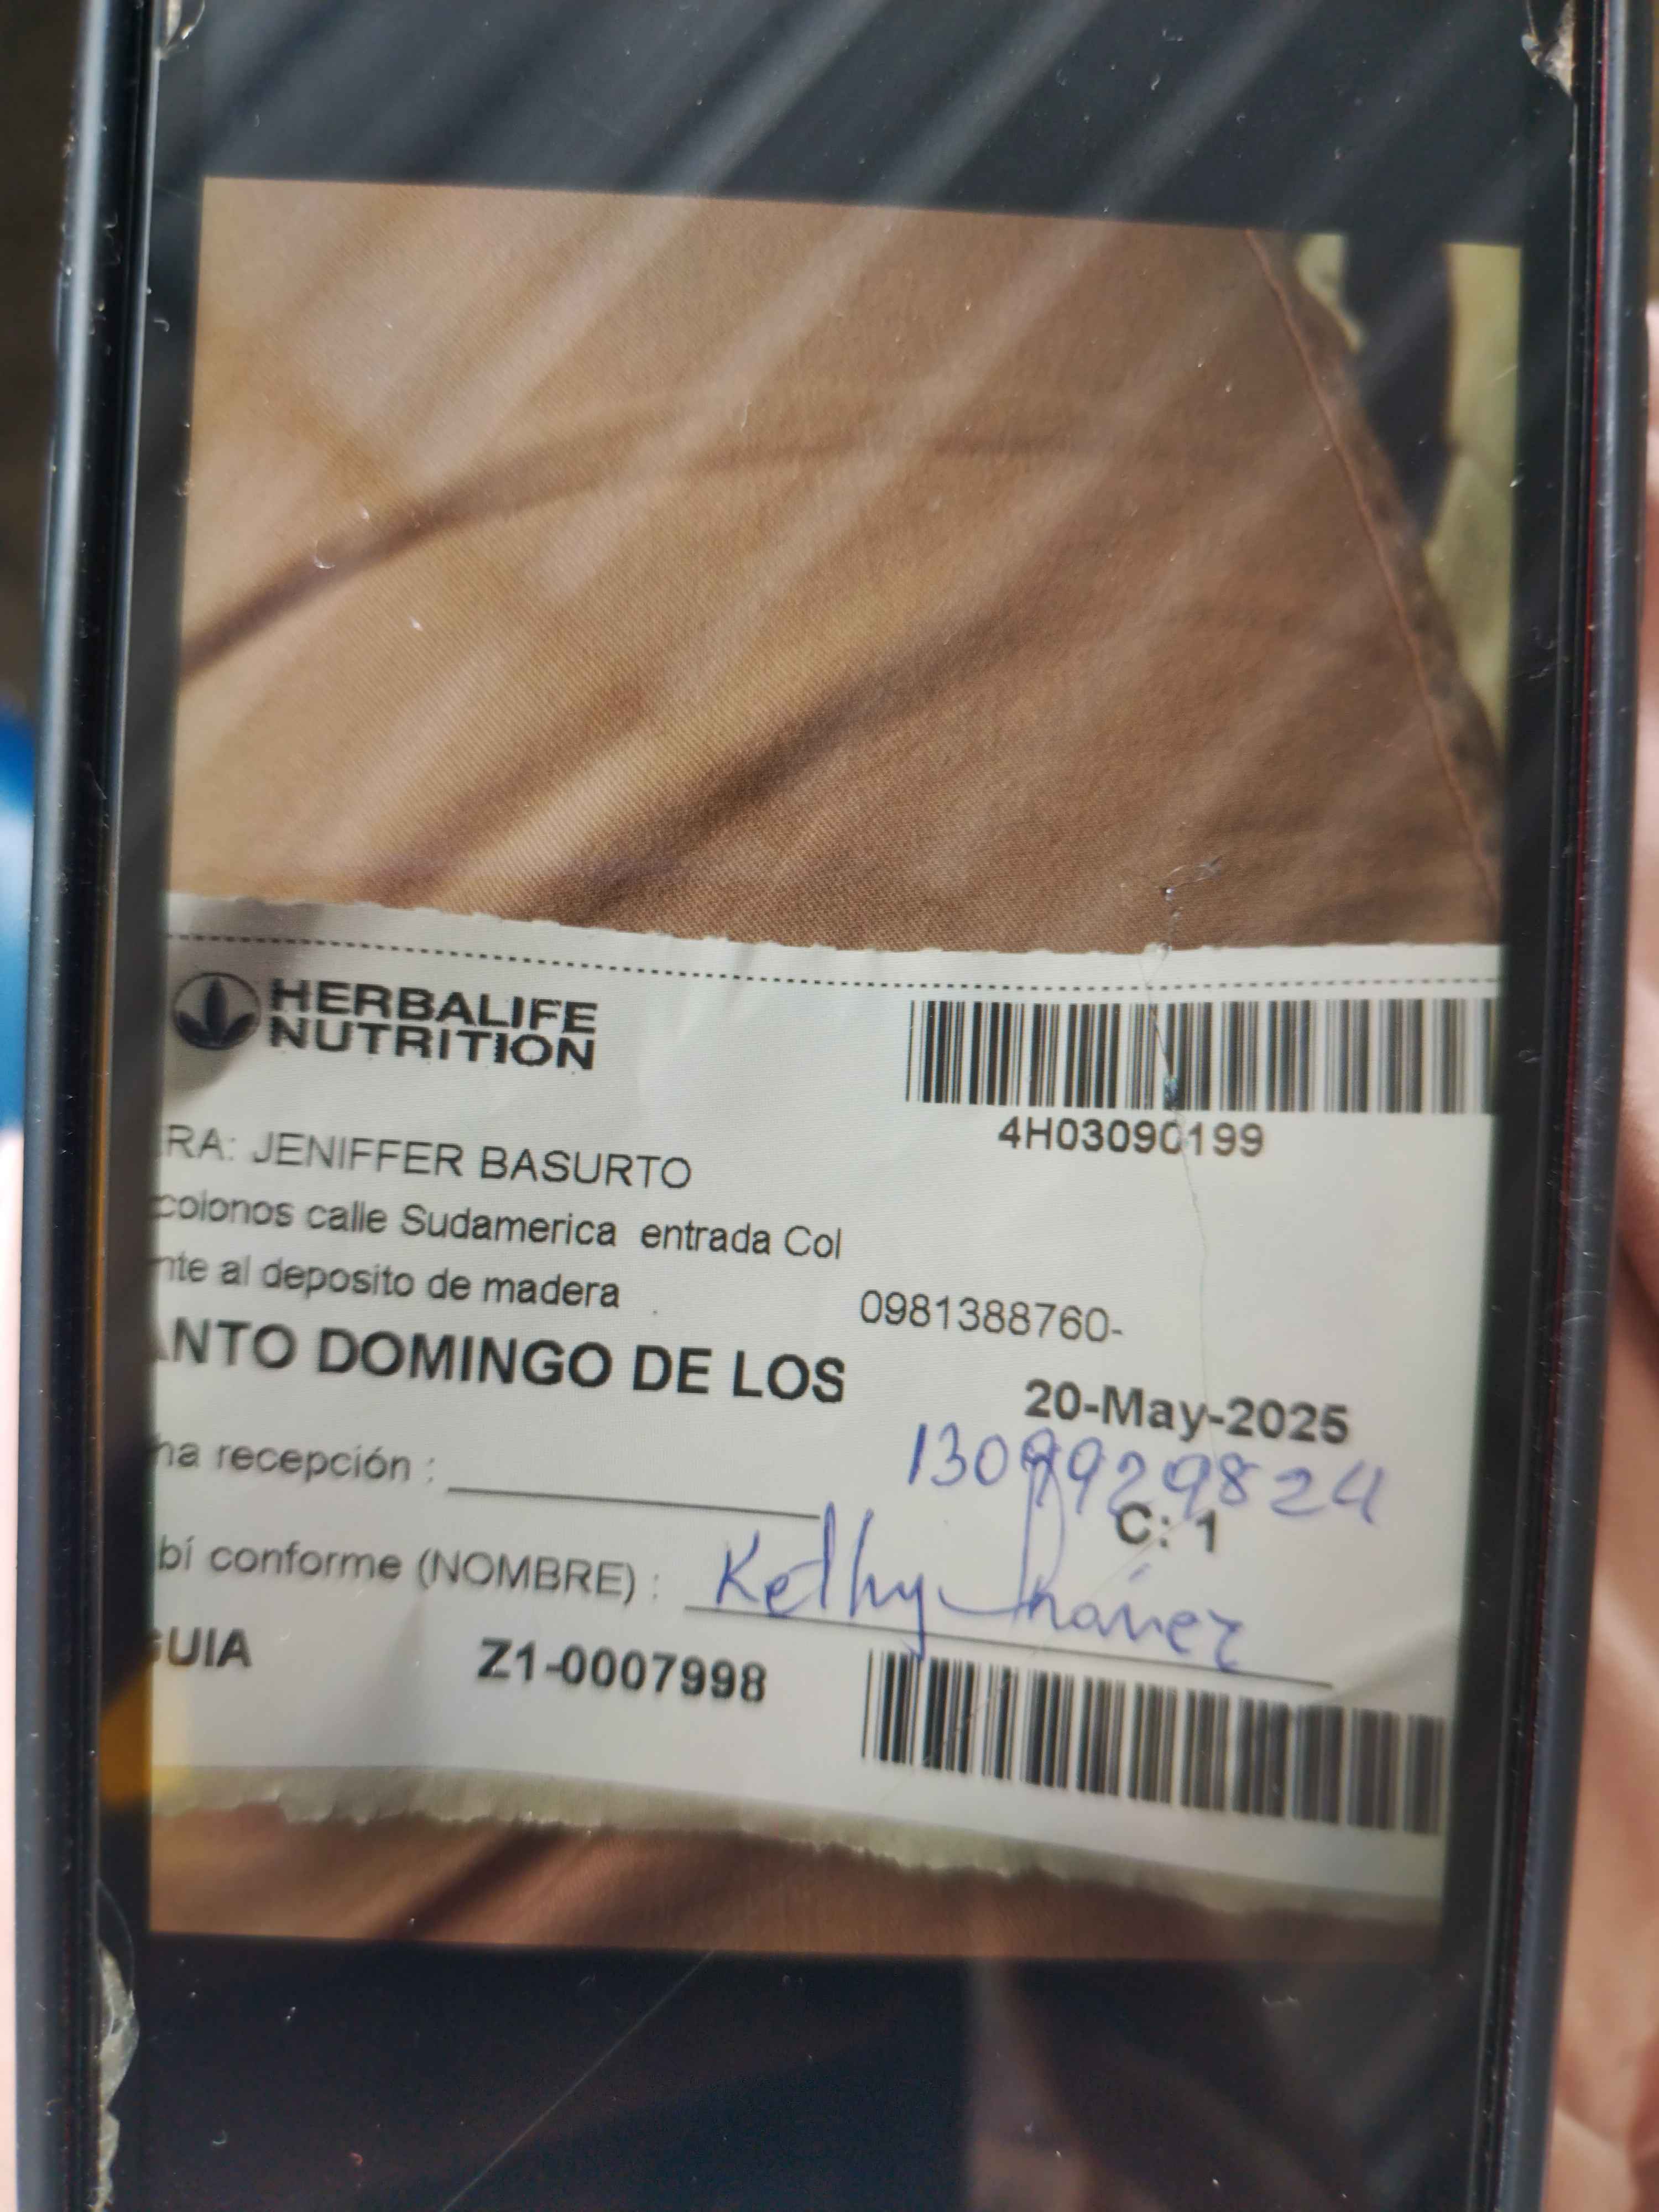 HERBALIFE
NUTRITION
4H03090199
RA: JENIFFER BASURTO
colonos calle Sudamerica entrada Col
nte al deposito de madera
0981388760-
ANTO DOMINGO DE LOS
20-May-2025
ha recepción :
C: 1
bí conforme (NOMBRE) : Kelhy
GUIA Z1-0007998